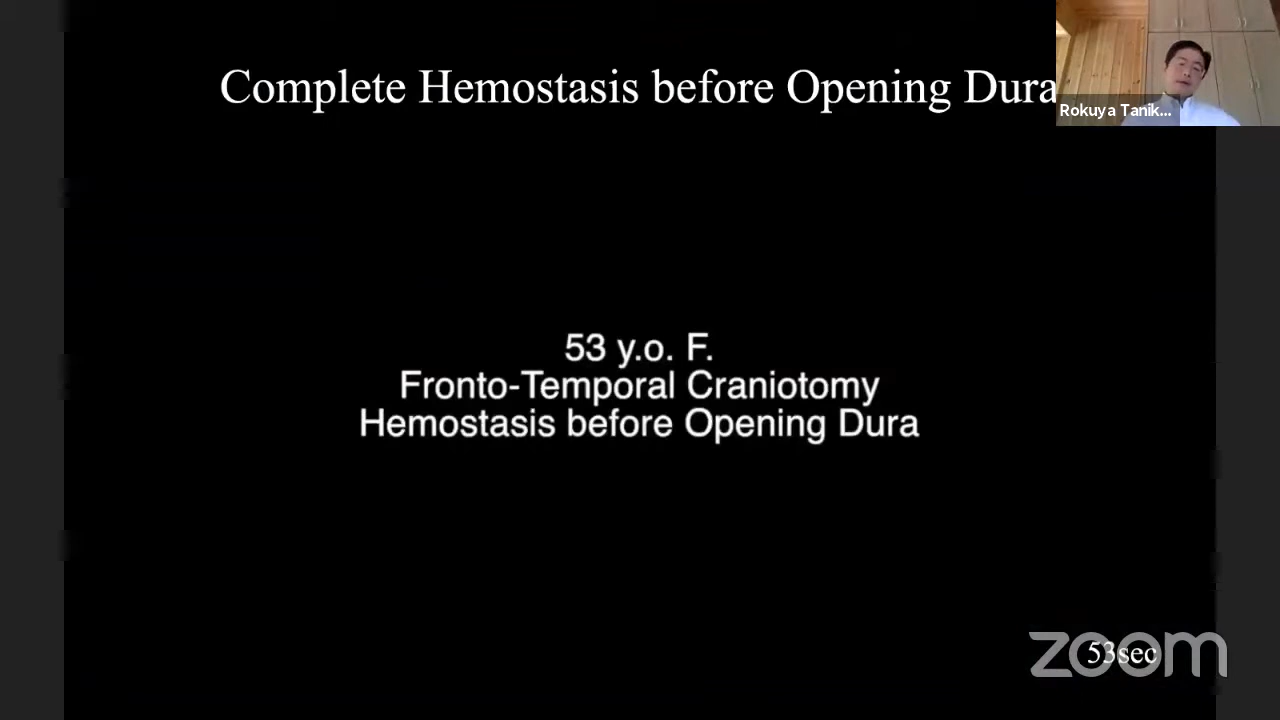 Complete Hemostasis before Opening Dura
Rokuya Tanik...
53 y.o. F.
Fronto-Temporal Craniotomy
Hemostasis before Opening Dura
53sec
zoom